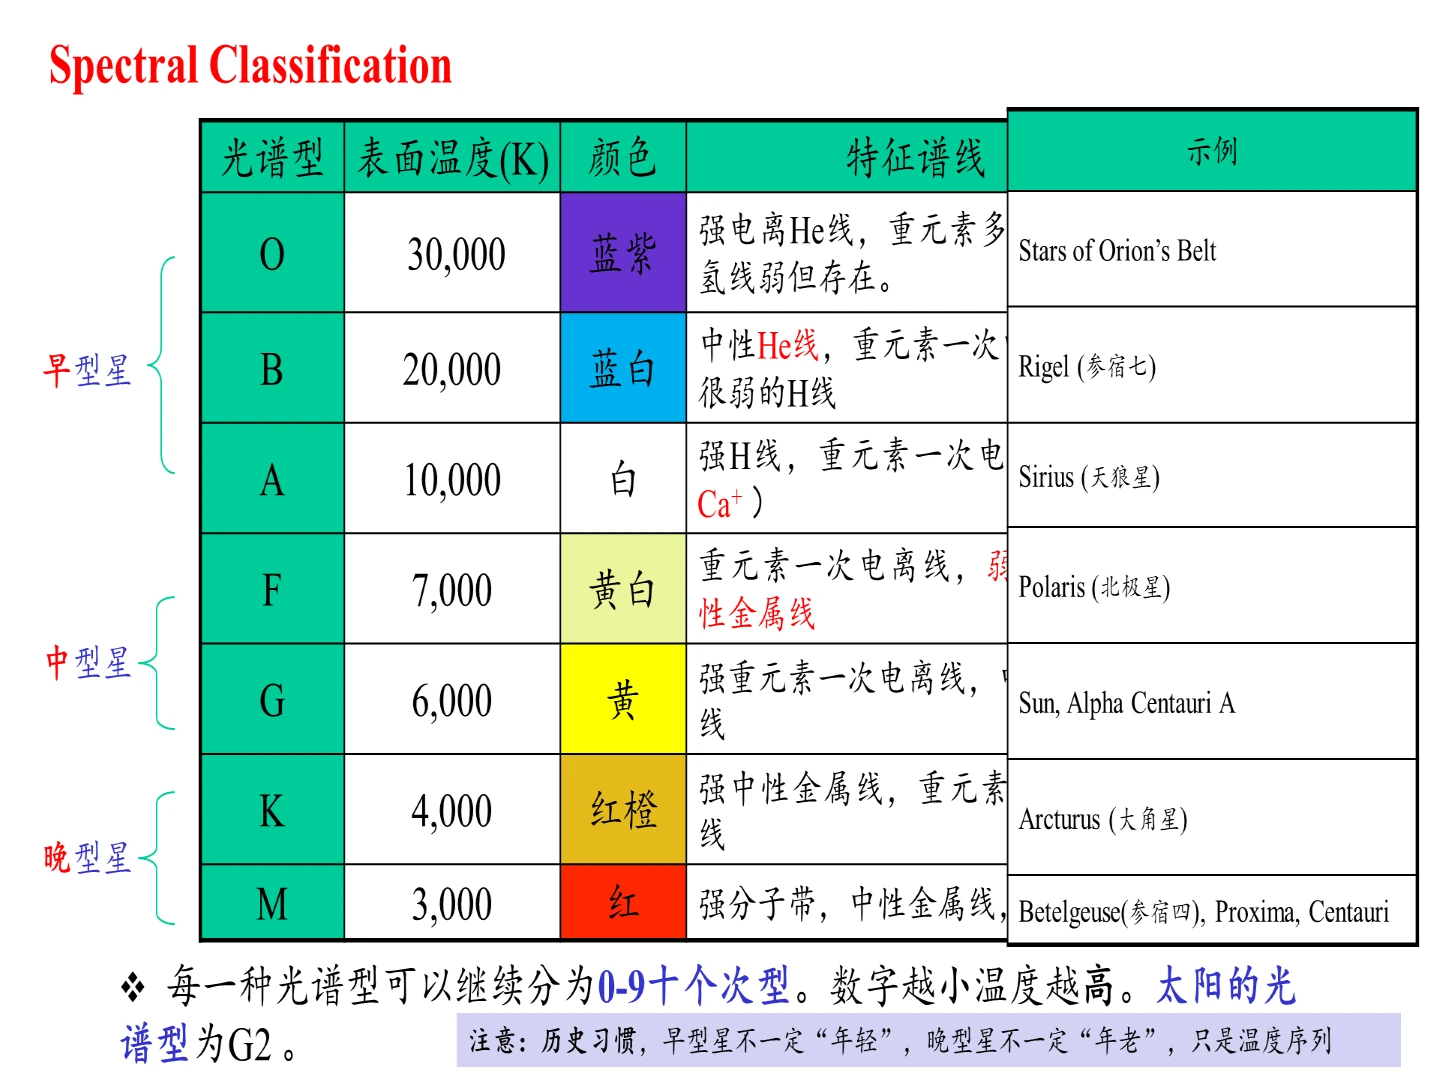 Spectral Classification
光谱型 表面温度(K) 颜色 特征谱线 示例
O 30,000 蓝紫 强电离He线，重元素多
氢线弱但存在。
Stars of Orion’s Belt
早型星
B 20,000 蓝白 中性He线，重元素一次
很弱的H线
Rigel (参宿七)
A 10,000 白 强H线，重元素一次电
Ca⁺ ）
Sirius (天狼星)
F 7,000 黄白 重元素一次电离线，弱
性金属线
Polaris (北极星)
中型星
G 6,000 黄 强重元素一次电离线，
线
Sun, Alpha Centauri A
K 4,000 红橙 强中性金属线，重元素
线
Arcturus (大角星)
晚型星
M 3,000 红 强分子带，中性金属线，
Betelgeuse(参宿四), Proxima, Centauri
❖ 每一种光谱型可以继续分为0-9十个次型。数字越小温度越高。太阳的光
谱型为G2 。
注意：历史习惯，早型星不一定“年轻”，晚型星不一定“年老”，只是温度序列